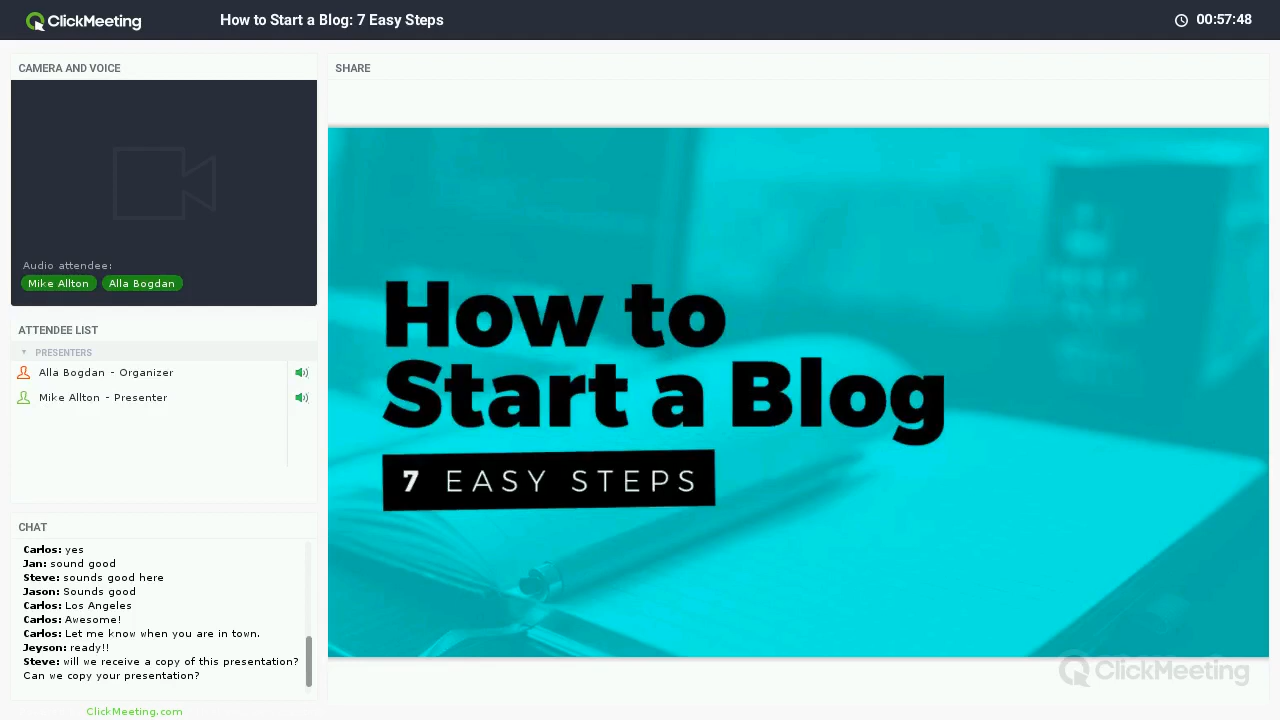 ClickMeeting
How to Start a Blog: 7 Easy Steps
00:57:48
CAMERA AND VOICE
Audio attendee:
Mike Allton
Alla Bogdan
ATTENDEE LIST
PRESENTERS
Alla Bogdan - Organizer
Mike Allton - Presenter
CHAT
Carlos: yes
Jan: sound good
Steve: sounds good here
Jason: Sounds good
Carlos: Los Angeles
Carlos: Awesome!
Carlos: Let me know when you are in town.
Jeyson: ready!!
Steve: will we receive a copy of this presentation?
Can we copy your presentation?
ClickMeeting.com
SHARE
How to
Start a Blog
7 EASY STEPS
ClickMeeting